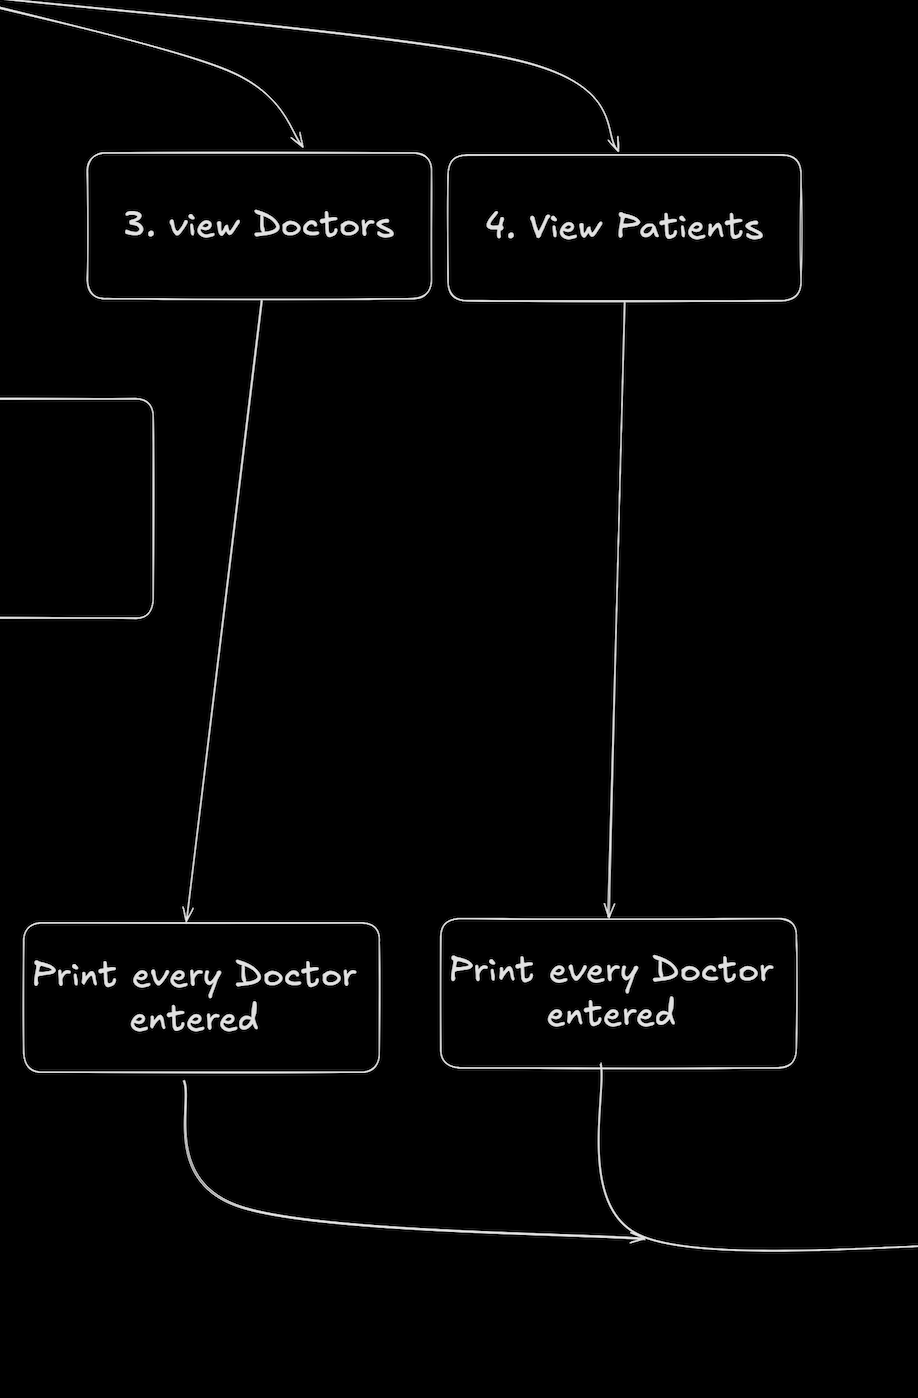 3. view Doctors
4. View Patients
Print every Doctor
entered
Print every Doctor
entered